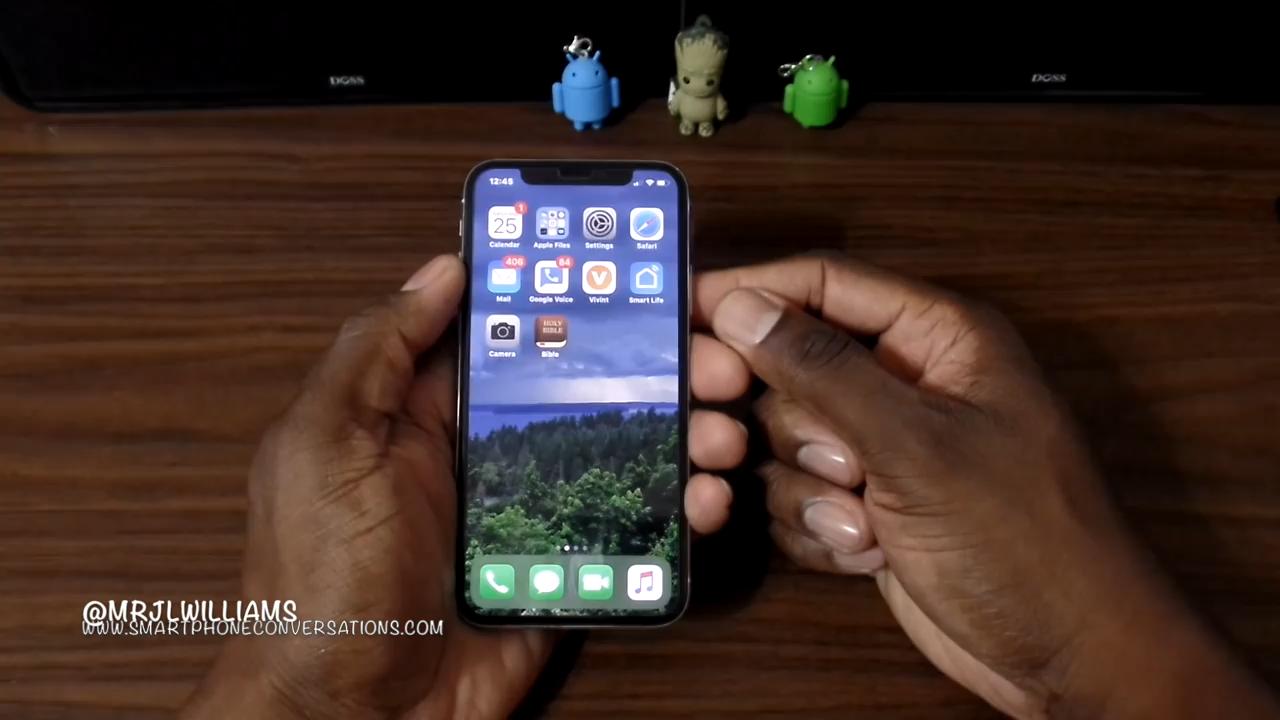 DOSS
DOSS
12:45
1
25
Calendar
Apple Files
Settings
Safari
406
84
Mail
Google Voice
Vivint
Smart Life
HOLY
BIBLE
Camera
Bible
@MRJLWILLIAMS
WWW.SMARTPHONECONVERSATIONS.COM